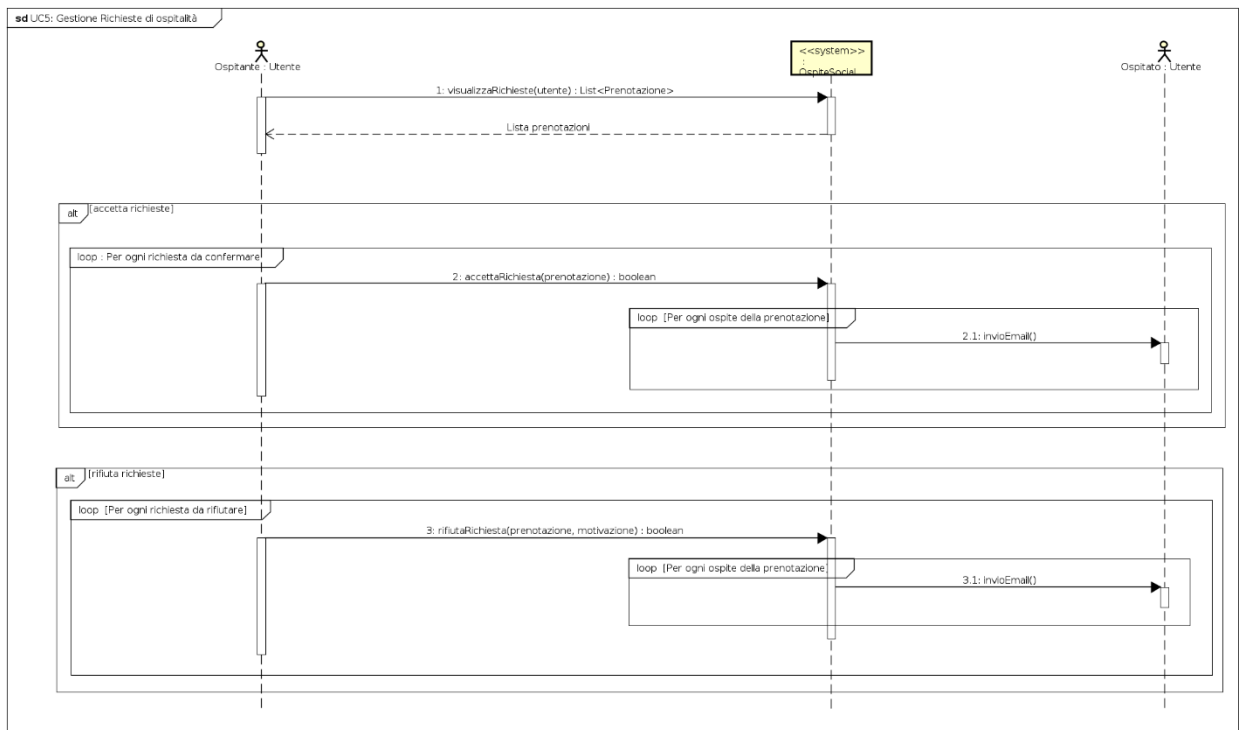 sd UC5: Gestione Richieste di ospitalità
Ospitante : Utente
<<system>>
:
OspiteSocial
Ospitato : Utente
1: visualizzaRichieste(utente) : List<Prenotazione>
Lista prenotazioni
alt [accetta richieste]
loop : Per ogni richiesta da confermare
2: accettaRichiesta(prenotazione) : boolean
loop [Per ogni ospite della prenotazione]
2.1: invioEmail()
alt [rifiuta richieste]
loop [Per ogni richiesta da rifiutare]
3: rifiutaRichiesta(prenotazione, motivazione) : boolean
loop [Per ogni ospite della prenotazione]
3.1: invioEmail()